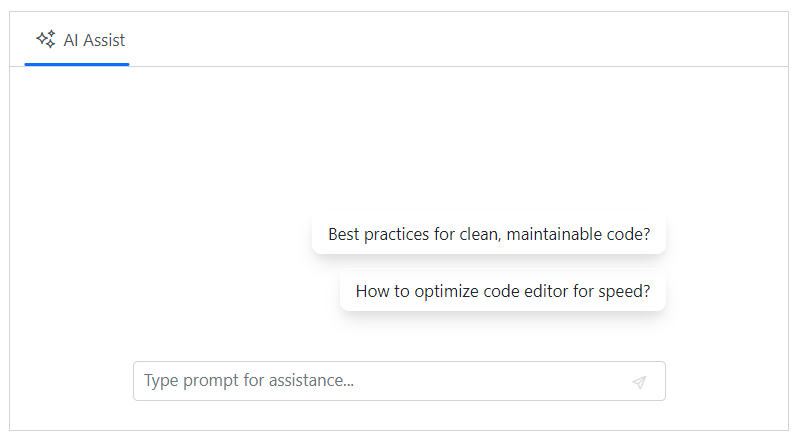 AI Assist
Best practices for clean, maintainable code?
How to optimize code editor for speed?
Type prompt for assistance...